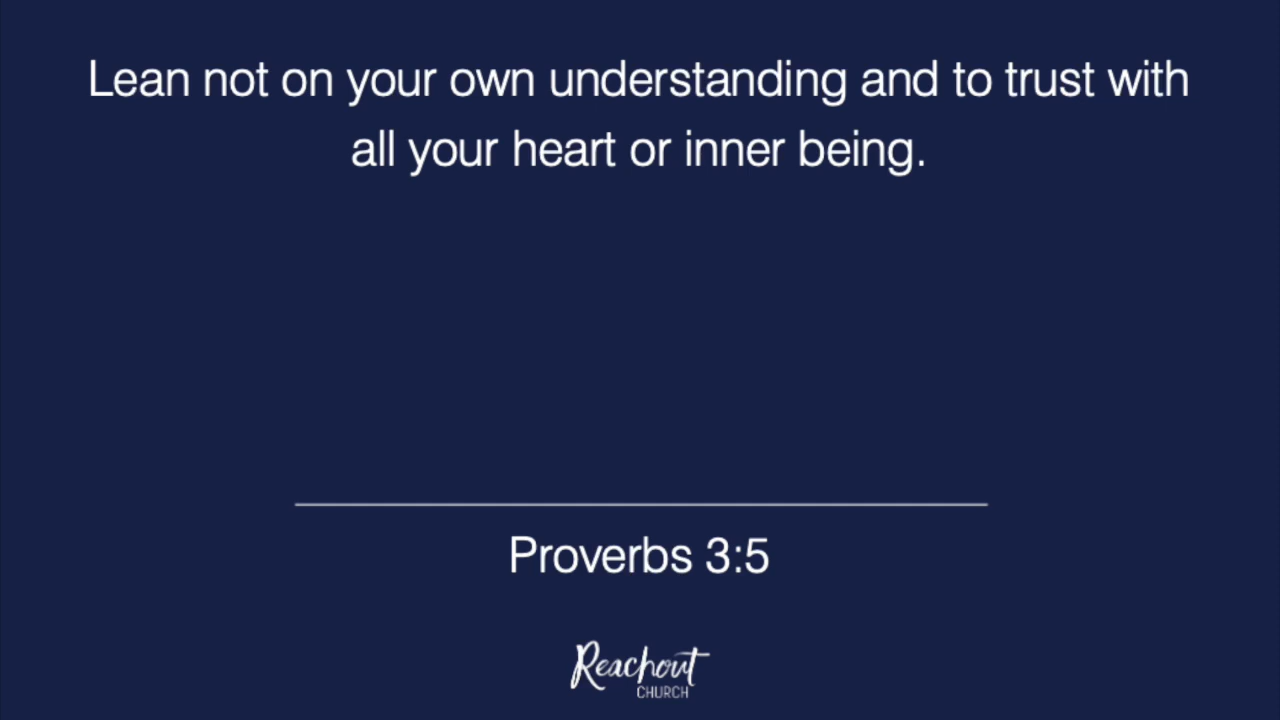 Lean not on your own understanding and to trust with
all your heart or inner being.
Proverbs 3:5
Reachout
CHURCH